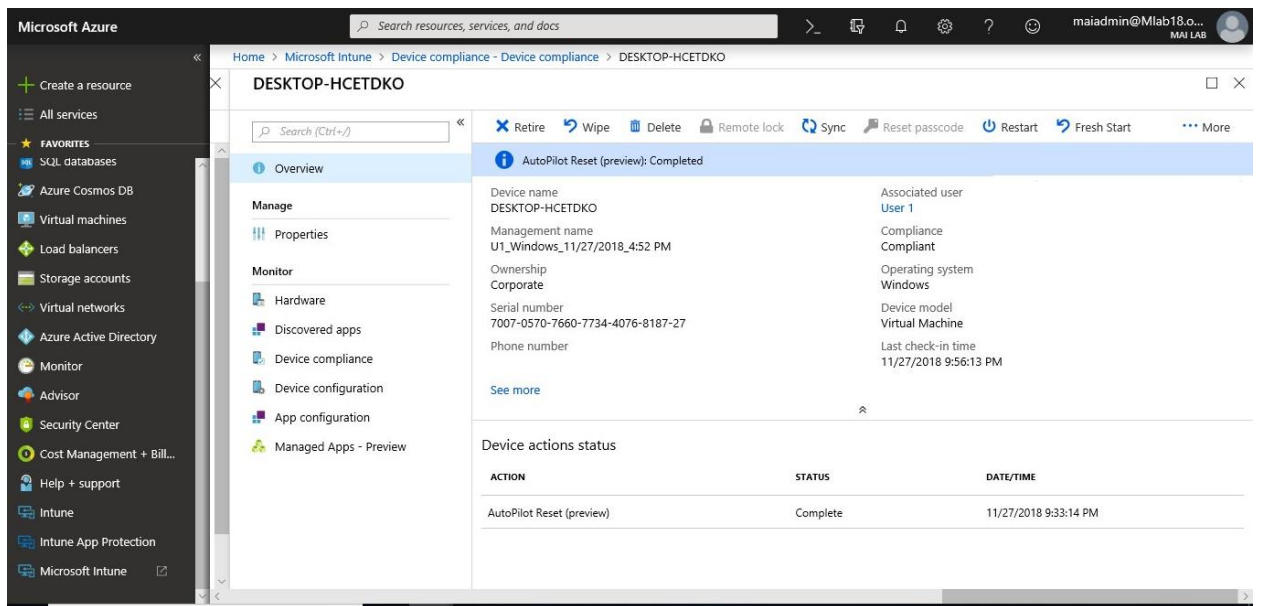 Microsoft Azure
Search resources, services, and docs
maiadmin@Mlab18.o...
MAI LAB
Home > Microsoft Intune > Device compliance - Device compliance > DESKTOP-HCETDKO
Create a resource
All services
FAVORITES
SQL databases
Azure Cosmos DB
Virtual machines
Load balancers
Storage accounts
Virtual networks
Azure Active Directory
Monitor
Advisor
Security Center
Cost Management + Bill...
Help + support
Intune
Intune App Protection
Microsoft Intune
DESKTOP-HCETDKO
Search (Ctrl+/)
Overview
Manage
Properties
Monitor
Hardware
Discovered apps
Device compliance
Device configuration
App configuration
Managed Apps - Preview
Retire Wipe Delete Remote lock Sync Reset passcode Restart Fresh Start ... More
AutoPilot Reset (preview): Completed
Device name
DESKTOP-HCETDKO
Management name
U1_Windows_11/27/2018_4:52 PM
Ownership
Corporate
Serial number
7007-0570-7660-7734-4076-8187-27
Phone number
See more
Associated user
User 1
Compliance
Compliant
Operating system
Windows
Device model
Virtual Machine
Last check-in time
11/27/2018 9:56:13 PM
Device actions status
ACTION STATUS DATE/TIME
AutoPilot Reset (preview) Complete 11/27/2018 9:33:14 PM